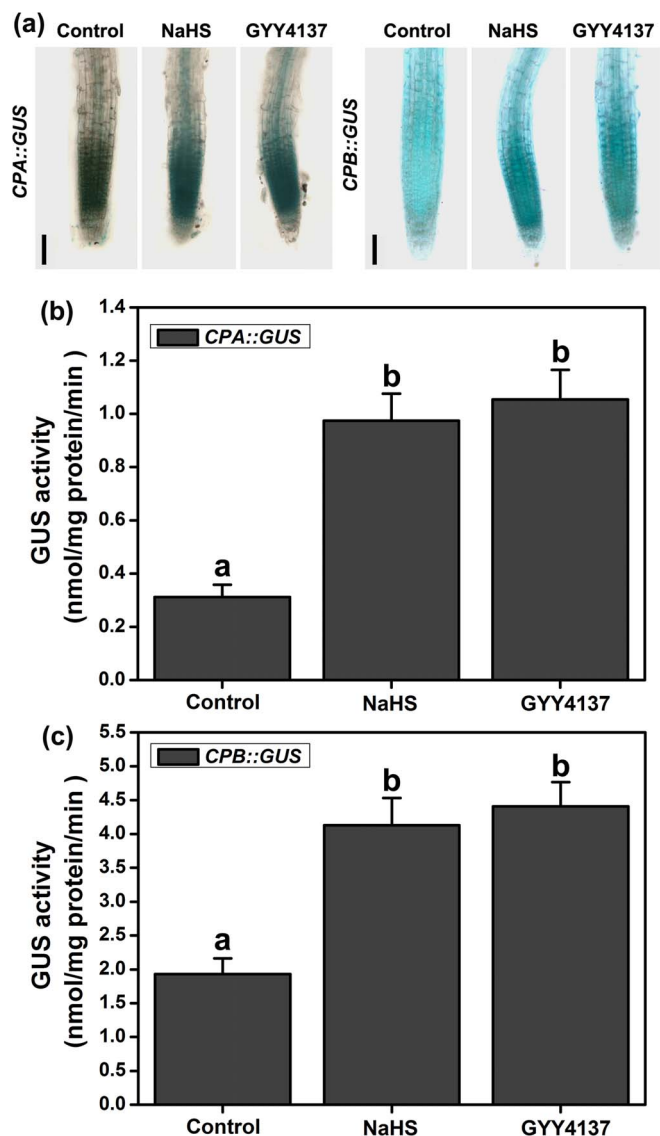 (a)
Control NaHS GYY4137 Control NaHS GYY4137
CPA::GUS
CPB::GUS
(b)
CPA::GUS
GUS activity
(nmol/mg protein/min )
1.4
1.2
1.0
0.8
0.6
0.4
0.2
0.0
a
b
b
Control NaHS GYY4137
(c)
CPB::GUS
GUS activity
(nmol/mg protein/min )
5.5
5.0
4.5
4.0
3.5
3.0
2.5
2.0
1.5
1.0
0.5
0.0
a
b
b
Control NaHS GYY4137